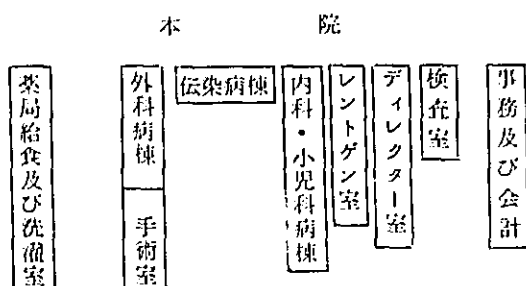 本院
薬局給食及び洗濯室
外科病棟
手術室
伝染病棟
内科・小児科病棟
レントゲン室
ディレクター室
検査室
事務及び会計